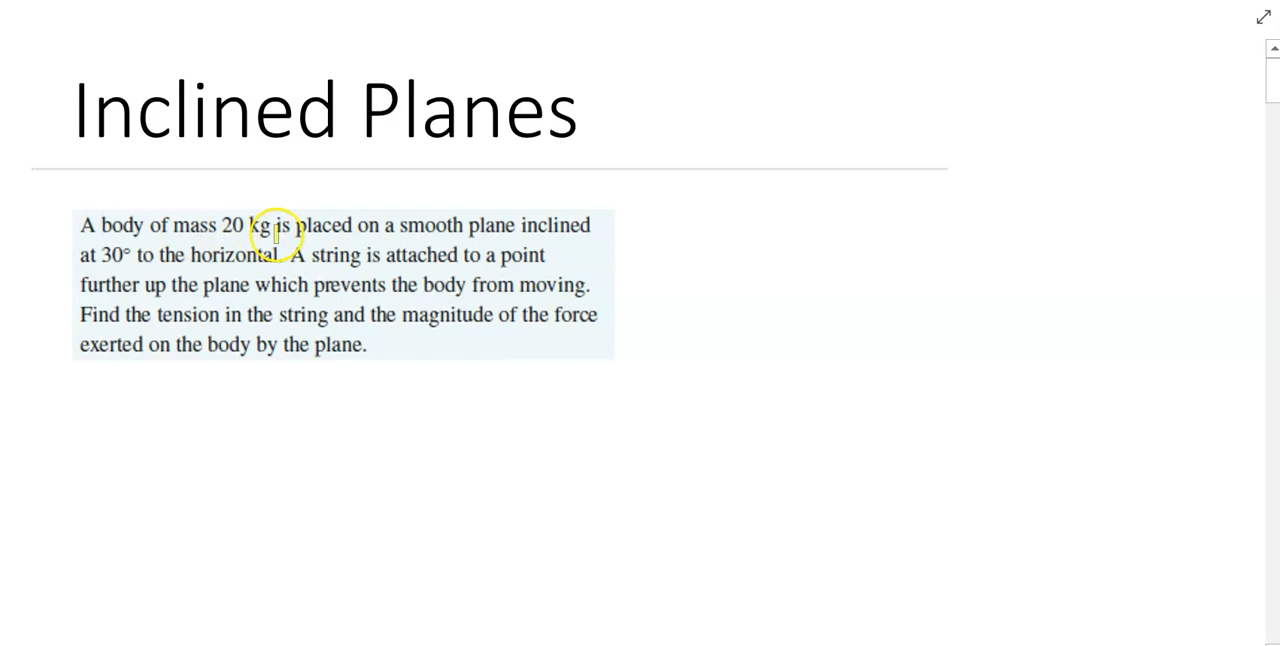 Inclined Planes
A body of mass 20 kg is placed on a smooth plane inclined
at 30° to the horizontal. A string is attached to a point
further up the plane which prevents the body from moving.
Find the tension in the string and the magnitude of the force
exerted on the body by the plane.